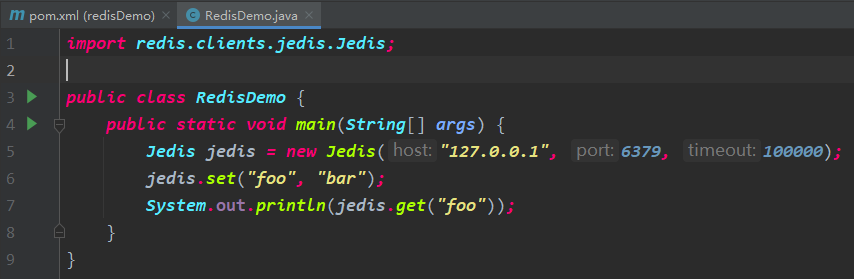 pom.xml (redisDemo) × RedisDemo.java ×
1 import redis.clients.jedis.Jedis;
2
3 public class RedisDemo {
4 public static void main(String[] args) {
5 Jedis jedis = new Jedis( host: "127.0.0.1", port: 6379, timeout: 100000);
6 jedis.set("foo", "bar");
7 System.out.println(jedis.get("foo"));
8 }
9 }